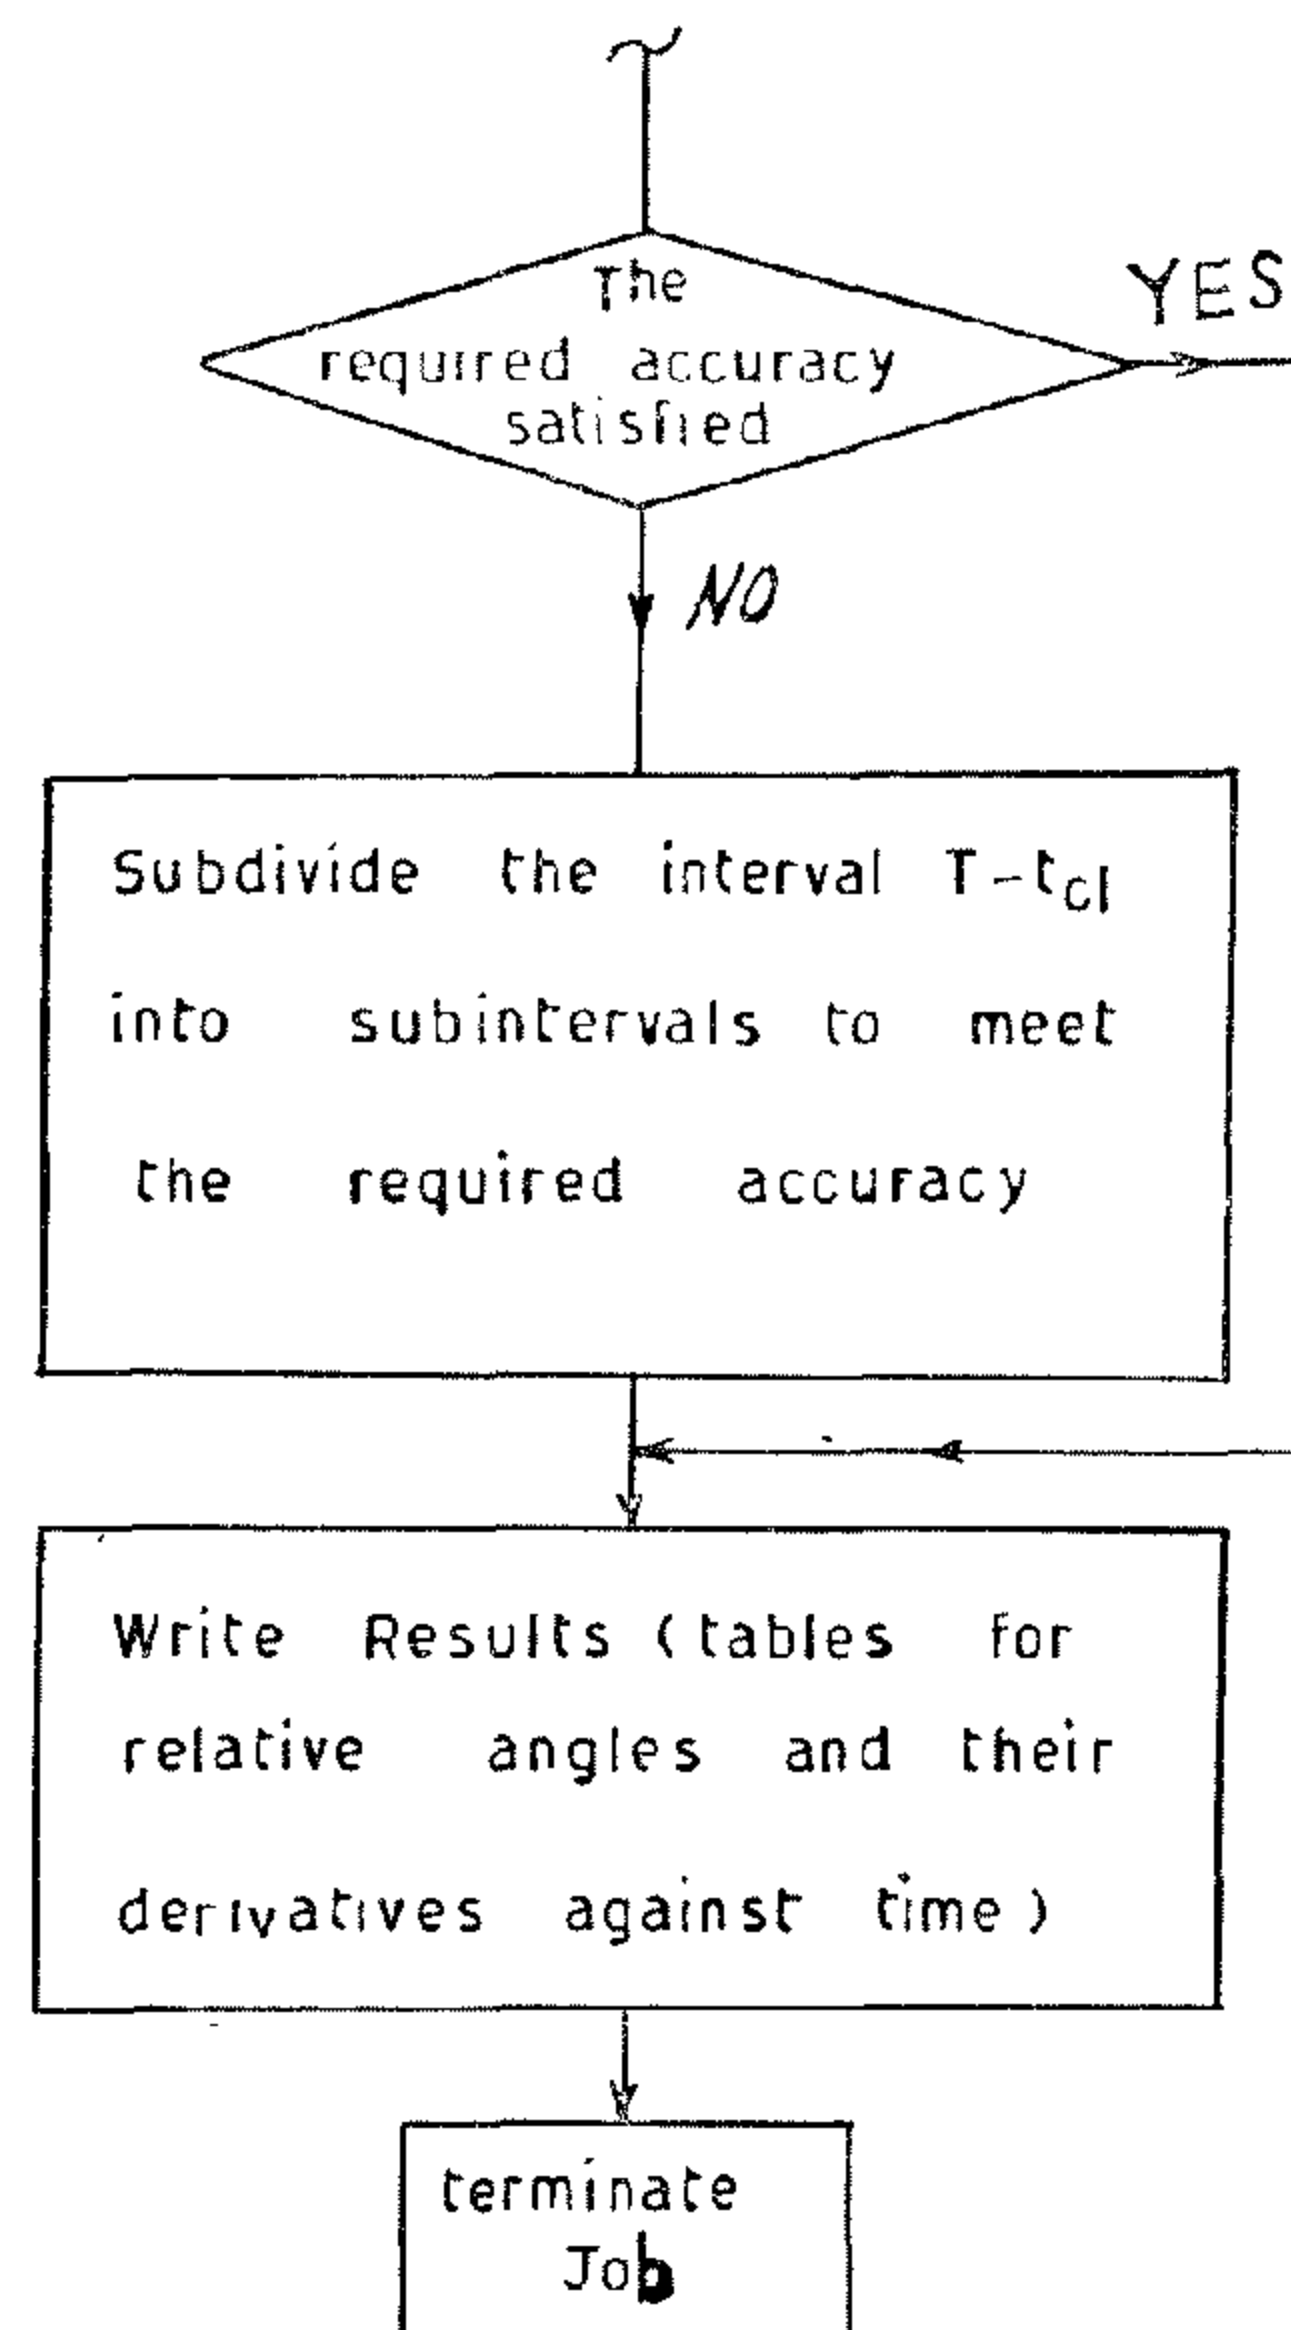 The
YES
required accuracy
satisfied
NO
Subdivide the interval T-tcl
into subintervals to meet
the required accuracy
Write Results (tables for
relative angles and their
derivatives against time)
terminate
Job